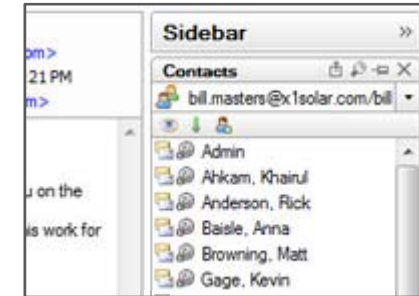 Sidebar
om>
21 PM
m>
Contacts
bill.masters@x1solar.com/bill
Admin
Ahkam, Khairul
u on the
Anderson, Rick
is work for
Baisle, Anna
Browning, Matt
Gage, Kevin